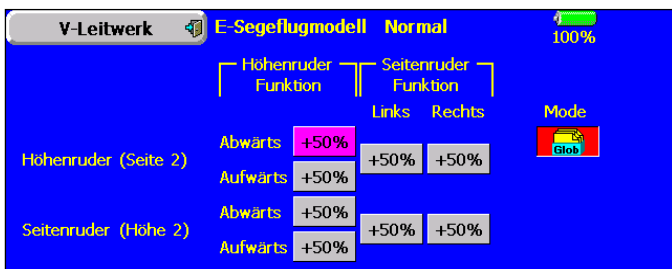 V-Leitwerk E-Segeflugmodell Normal 100%
Höhenruder Funktion
Seitenruder Funktion
Links Rechts Mode
Höhenruder (Seite 2)
Abwärts +50%
Aufwärts +50%
+50% +50%
Glob
Seitenruder (Höhe 2)
Abwärts +50%
Aufwärts +50%
+50% +50%